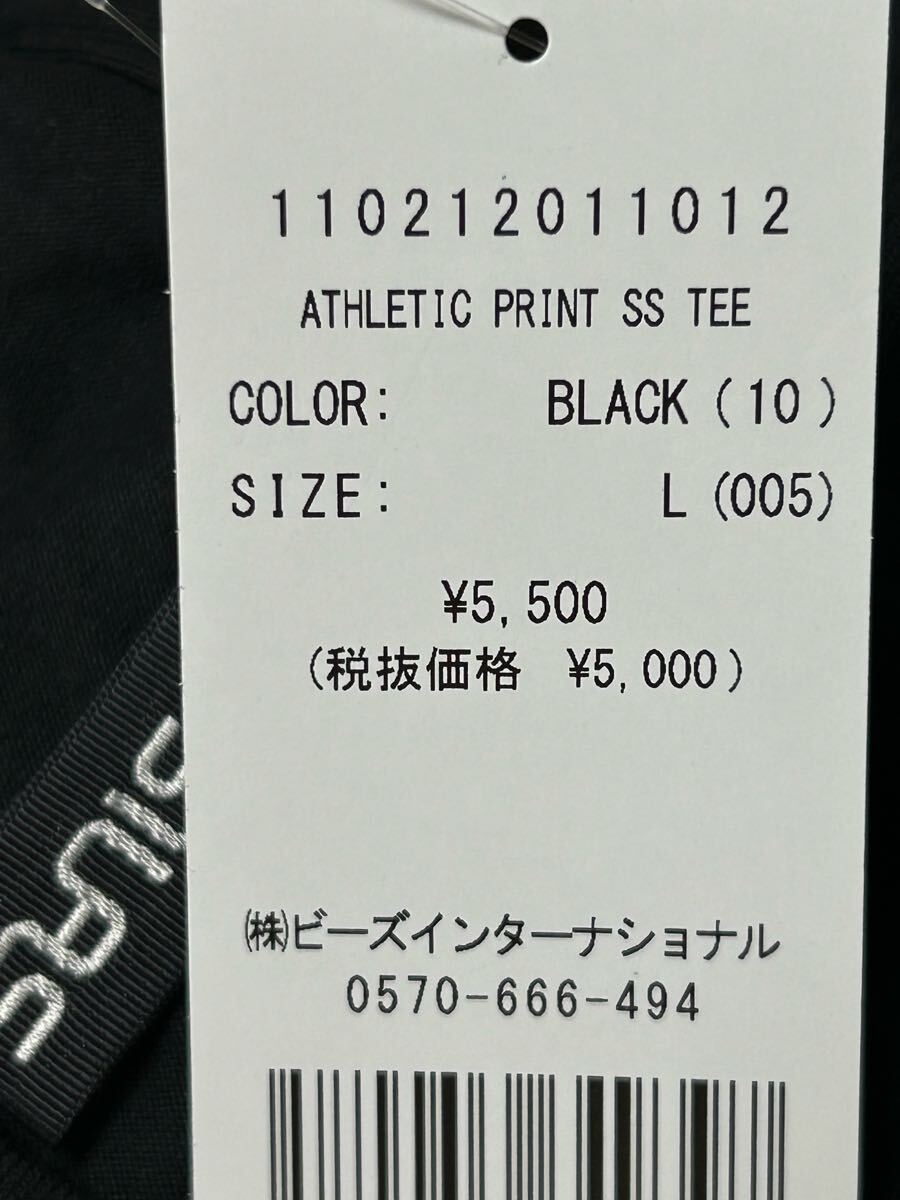 110212011012
ATHLETIC PRINT SS TEE
COLOR: BLACK(10)
SIZE: L(005)
¥5,500
(税抜価格 ¥5,000)
㈱ビーズインターナショナル
0570-666-494